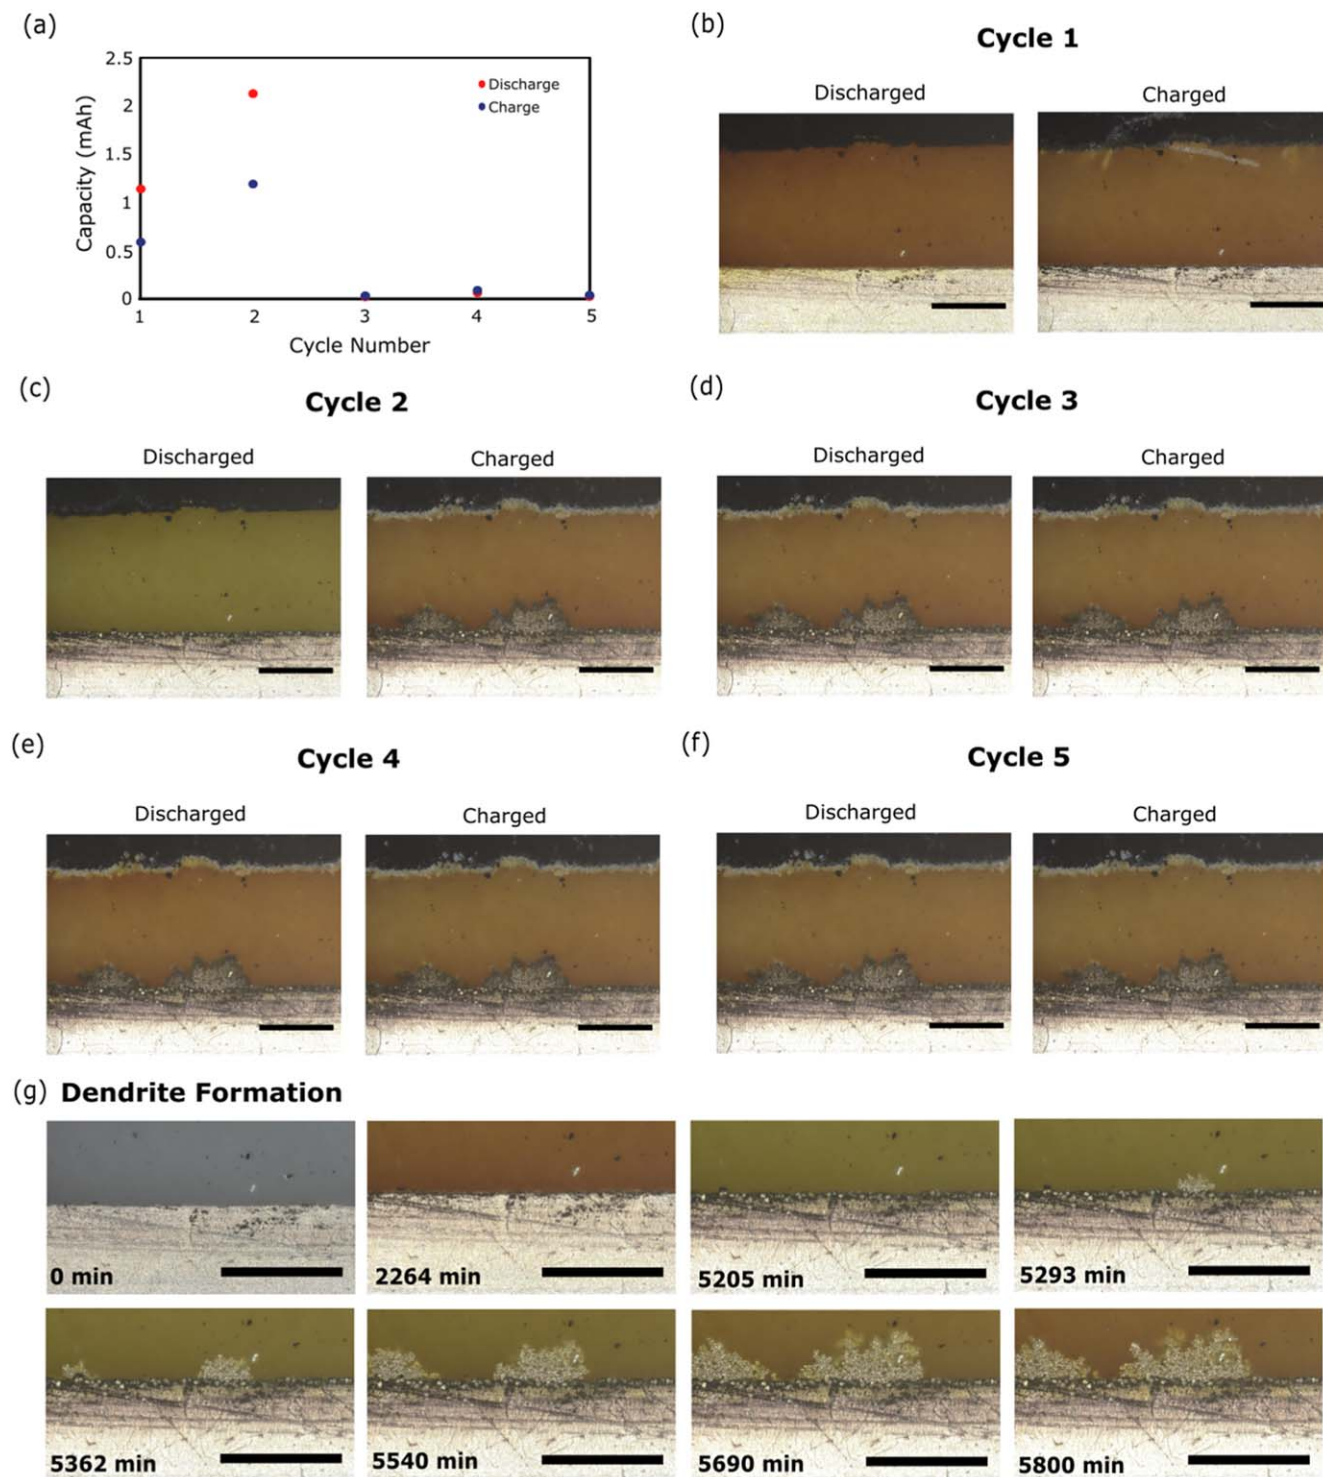 (a)
2.5
2
1.5
1
0.5
0
1 2 3 4 5
Capacity (mAh)
Cycle Number
Discharge
Charge
(b)
Cycle 1
Discharged Charged
(c)
Cycle 2
Discharged Charged
(d)
Cycle 3
Discharged Charged
(e)
Cycle 4
Discharged Charged
(f)
Cycle 5
Discharged Charged
(g) Dendrite Formation
0 min 2264 min 5205 min 5293 min
5362 min 5540 min 5690 min 5800 min